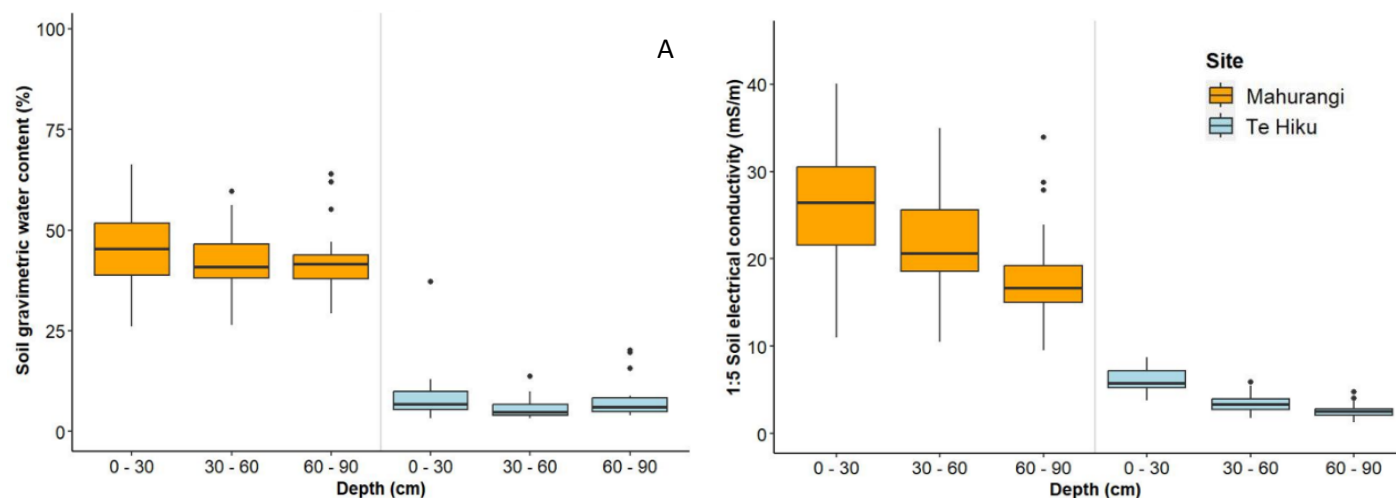 A
Soil gravimetric water content (%)
100
75
50
25
0
0 - 30 30 - 60 60 - 90 0 - 30 30 - 60 60 - 90
Depth (cm)
1:5 Soil electrical conductivity (mS/m)
40
30
20
10
0
0 - 30 30 - 60 60 - 90 0 - 30 30 - 60 60 - 90
Depth (cm)
Site
Mahurangi
Te Hiku